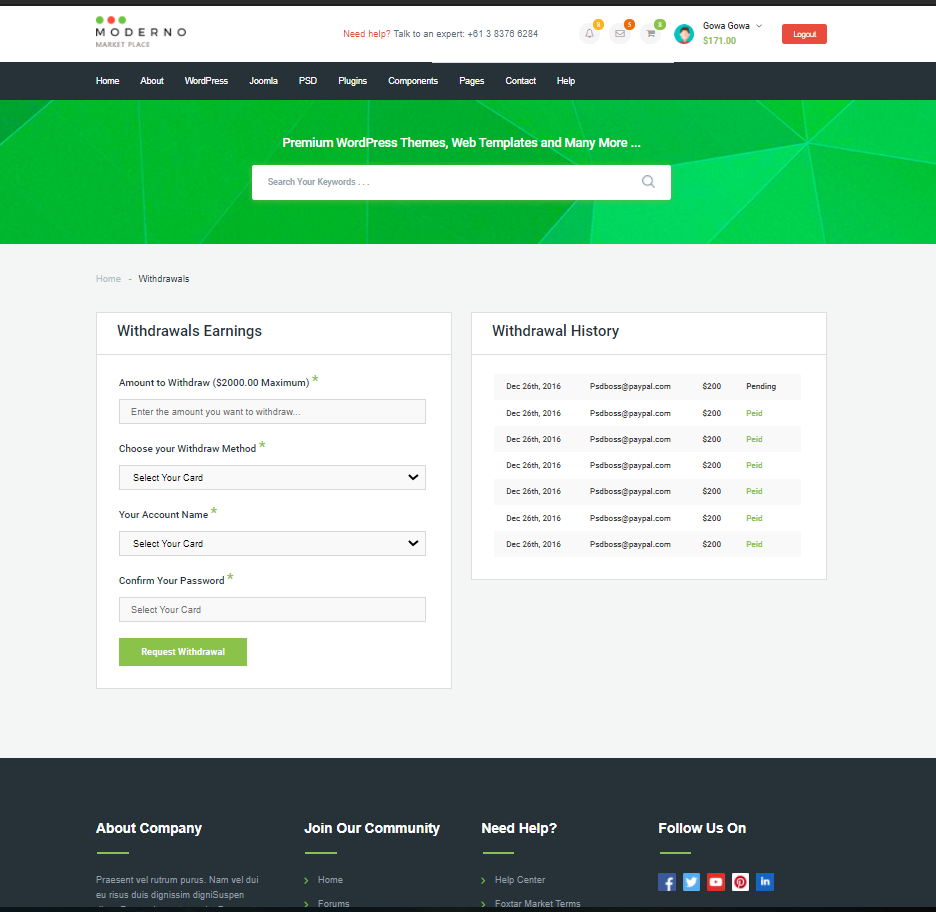 MODERNO
MARKET PLACE
Need help? Talk to an expert: +61 3 8376 6284
8
5
8
Gowa Gowa
$171.00
Logout
Home About WordPress Joomla PSD Plugins Components Pages Contact Help
Premium WordPress Themes, Web Templates and Many More ...
Search Your Keywords . . .
Home - Withdrawals
Withdrawals Earnings
Amount to Withdraw ($2000.00 Maximum) *
Enter the amount you want to withdraw...
Choose your Withdraw Method *
Select Your Card
Your Account Name *
Select Your Card
Confirm Your Password *
Select Your Card
Request Withdrawal
Withdrawal History
Dec 26th, 2016 Psdboss@paypal.com $200 Pending
Dec 26th, 2016 Psdboss@paypal.com $200 Peid
Dec 26th, 2016 Psdboss@paypal.com $200 Peid
Dec 26th, 2016 Psdboss@paypal.com $200 Peid
Dec 26th, 2016 Psdboss@paypal.com $200 Peid
Dec 26th, 2016 Psdboss@paypal.com $200 Peid
Dec 26th, 2016 Psdboss@paypal.com $200 Peid
About Company
Praesent vel rutrum purus. Nam vel dui
eu risus duis dignissim digniSuspen
Join Our Community
Home
Forums
Need Help?
Help Center
Foxtar Market Terms
Follow Us On